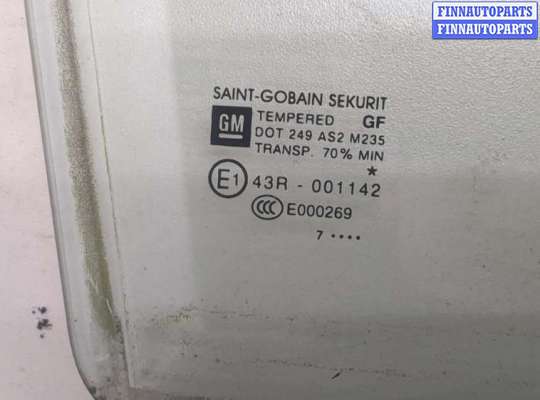 FINNAUTOPARTS
FINNAUTOPARTS
SAINT-GOBAIN SEKURIT
GM TEMPERED GF
DOT 249 AS2 M235
TRANSP. 70% MIN
*
E1 43R - 001142
CCC E000269
7 ••••